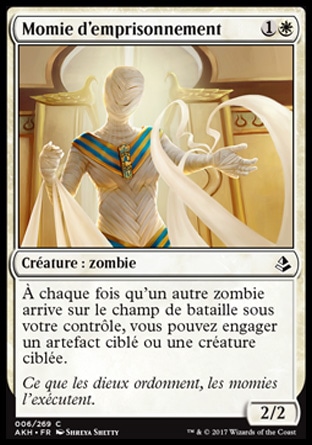 Momie d'emprisonnement 1
Créature : zombie
À chaque fois qu'un autre zombie
arrive sur le champ de bataille sous
votre contrôle, vous pouvez engager
un artefact ciblé ou une créature
ciblée.
Ce que les dieux ordonnent, les momies
l'exécutent.
2/2
006/269 C
AKH • FR Shreya Shetty
™ & © 2017 Wizards of the Coast